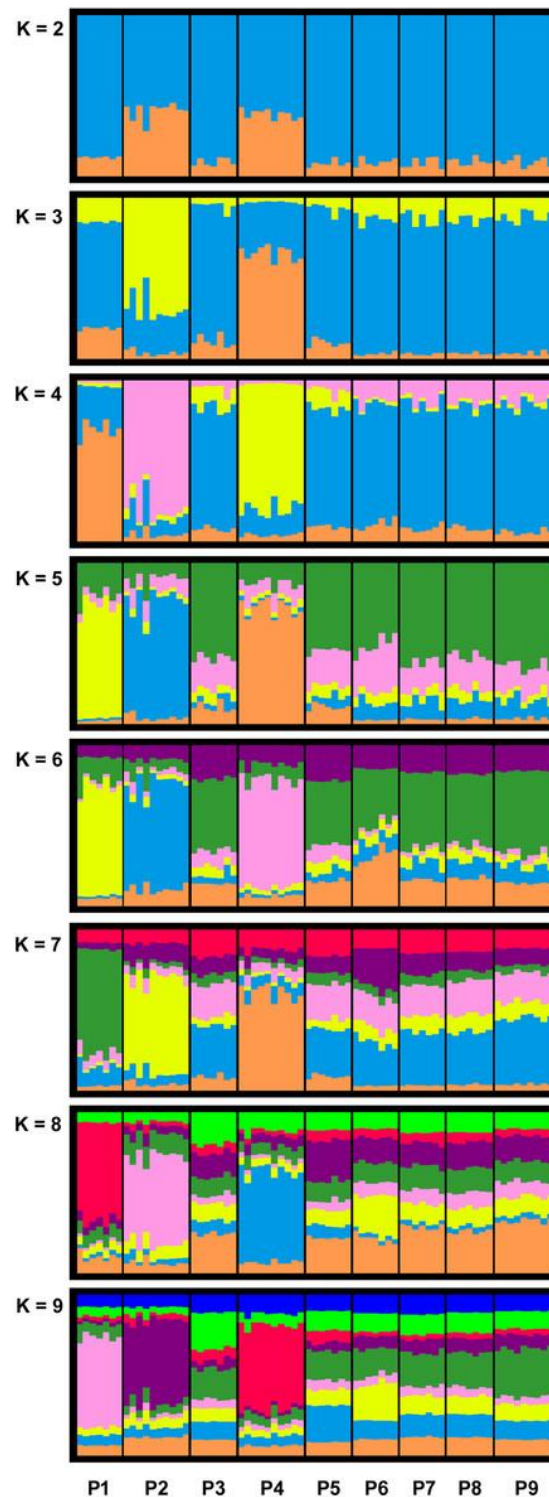 K = 2
K = 3
K = 4
K = 5
K = 6
K = 7
K = 8
K = 9
P1 P2 P3 P4 P5 P6 P7 P8 P9